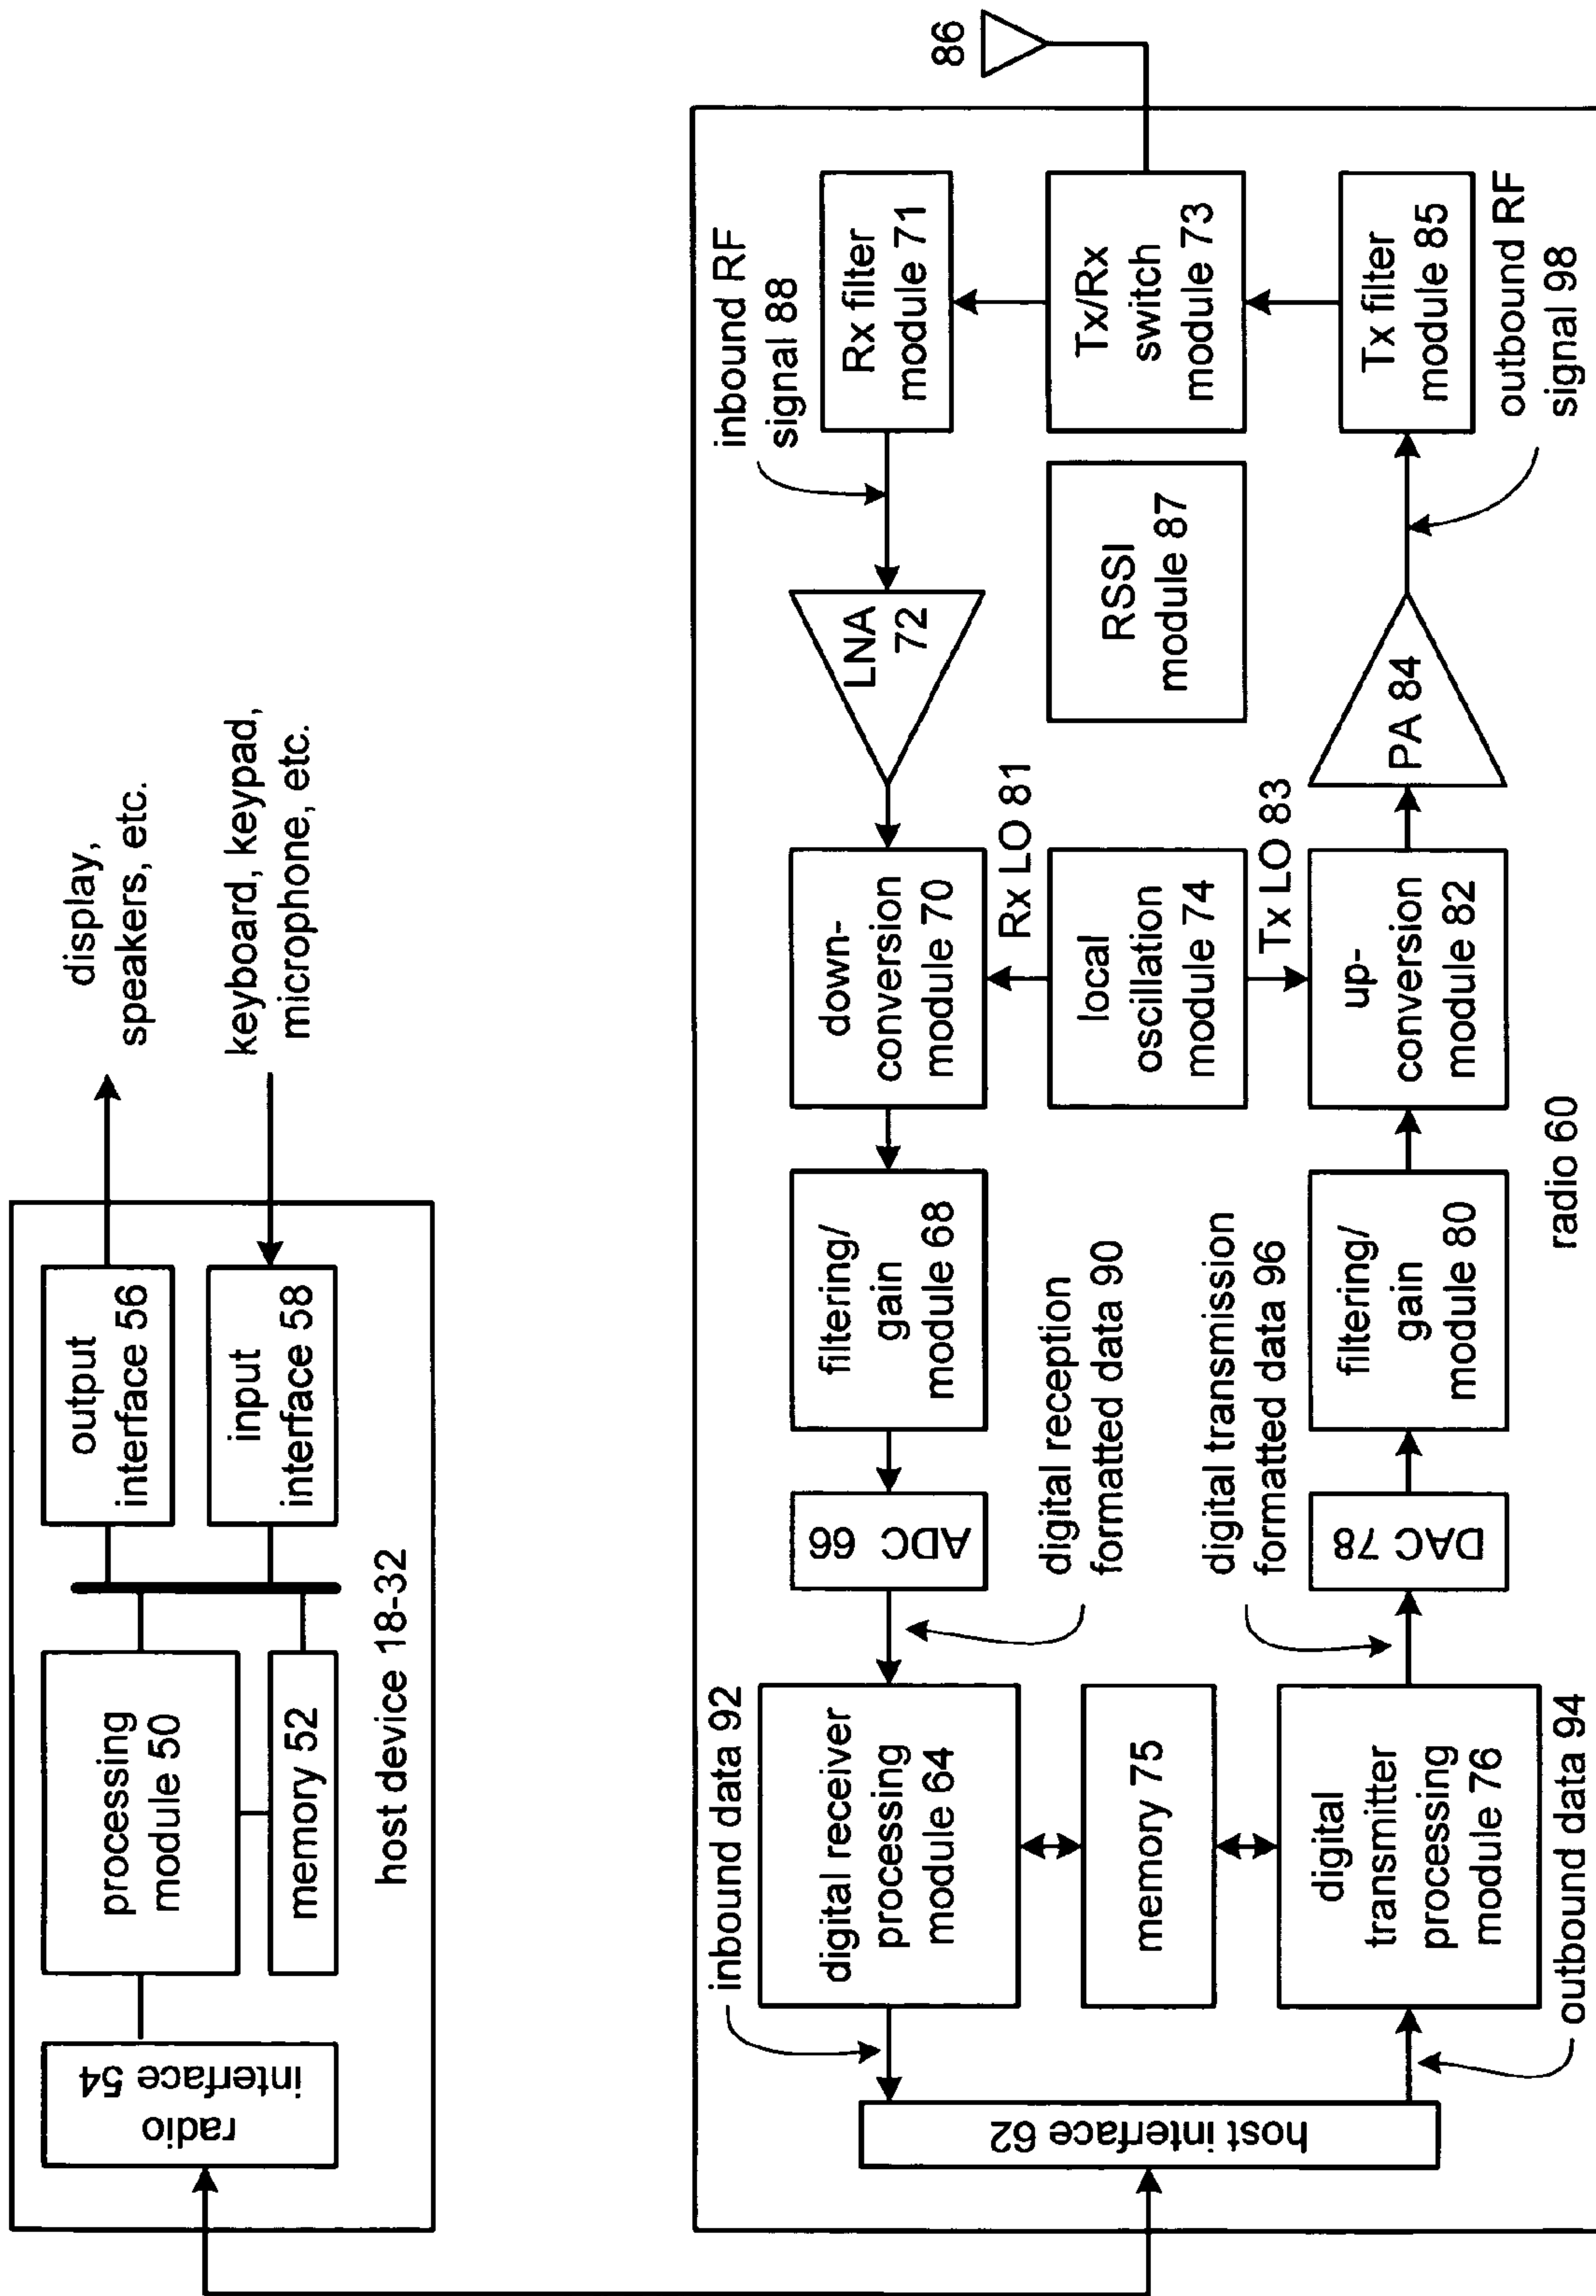 radio
interface 54
processing
module 50
memory 52
output
interface 56
input
interface 58
display,
speakers, etc.
keyboard, keypad,
microphone, etc.
host device 18-32
host interface 62
inbound data 92
digital receiver
processing
module 64
memory 75
digital
transmitter
processing
module 76
outbound data 94
ADC 66
digital reception
formatted data 90
digital transmission
formatted data 96
DAC 78
filtering/
gain
module 68
filtering/
gain
module 80
down-
conversion
module 70
Rx LO 81
local
oscillation
module 74
Tx LO 83
up-
conversion
module 82
radio 60
LNA
72
PA 84
RSSI
module 87
inbound RF
signal 88
Rx filter
module 71
Tx/Rx
switch
module 73
Tx filter
module 85
outbound RF
signal 98
86